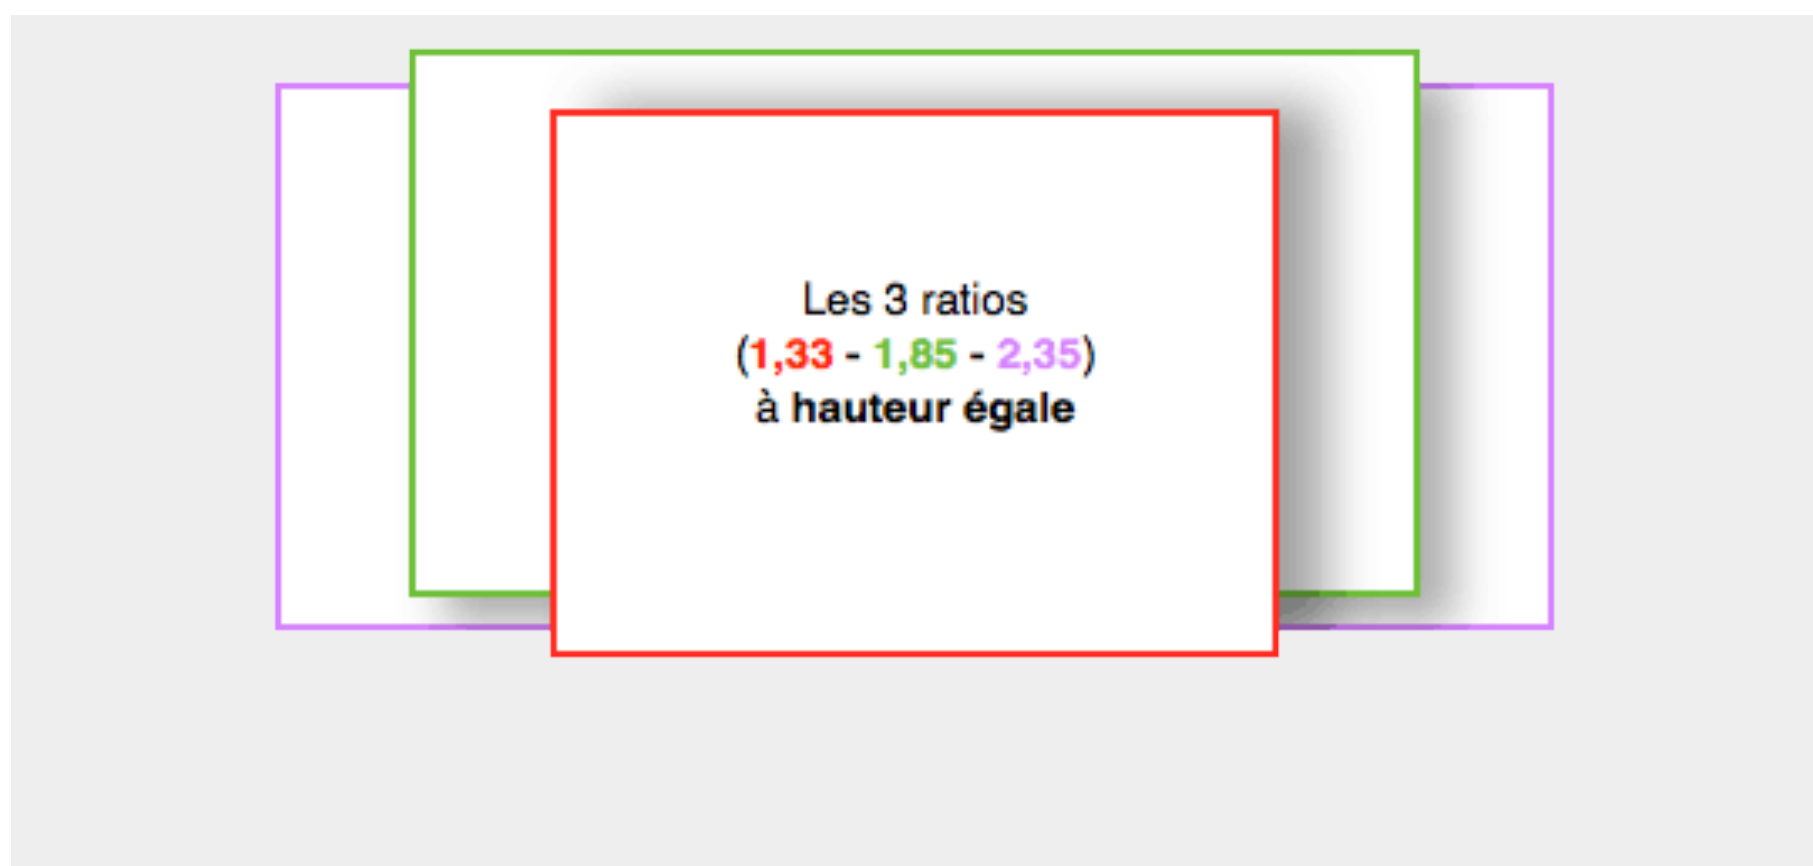 Les 3 ratios
(1,33 - 1,85 - 2,35)
à hauteur égale